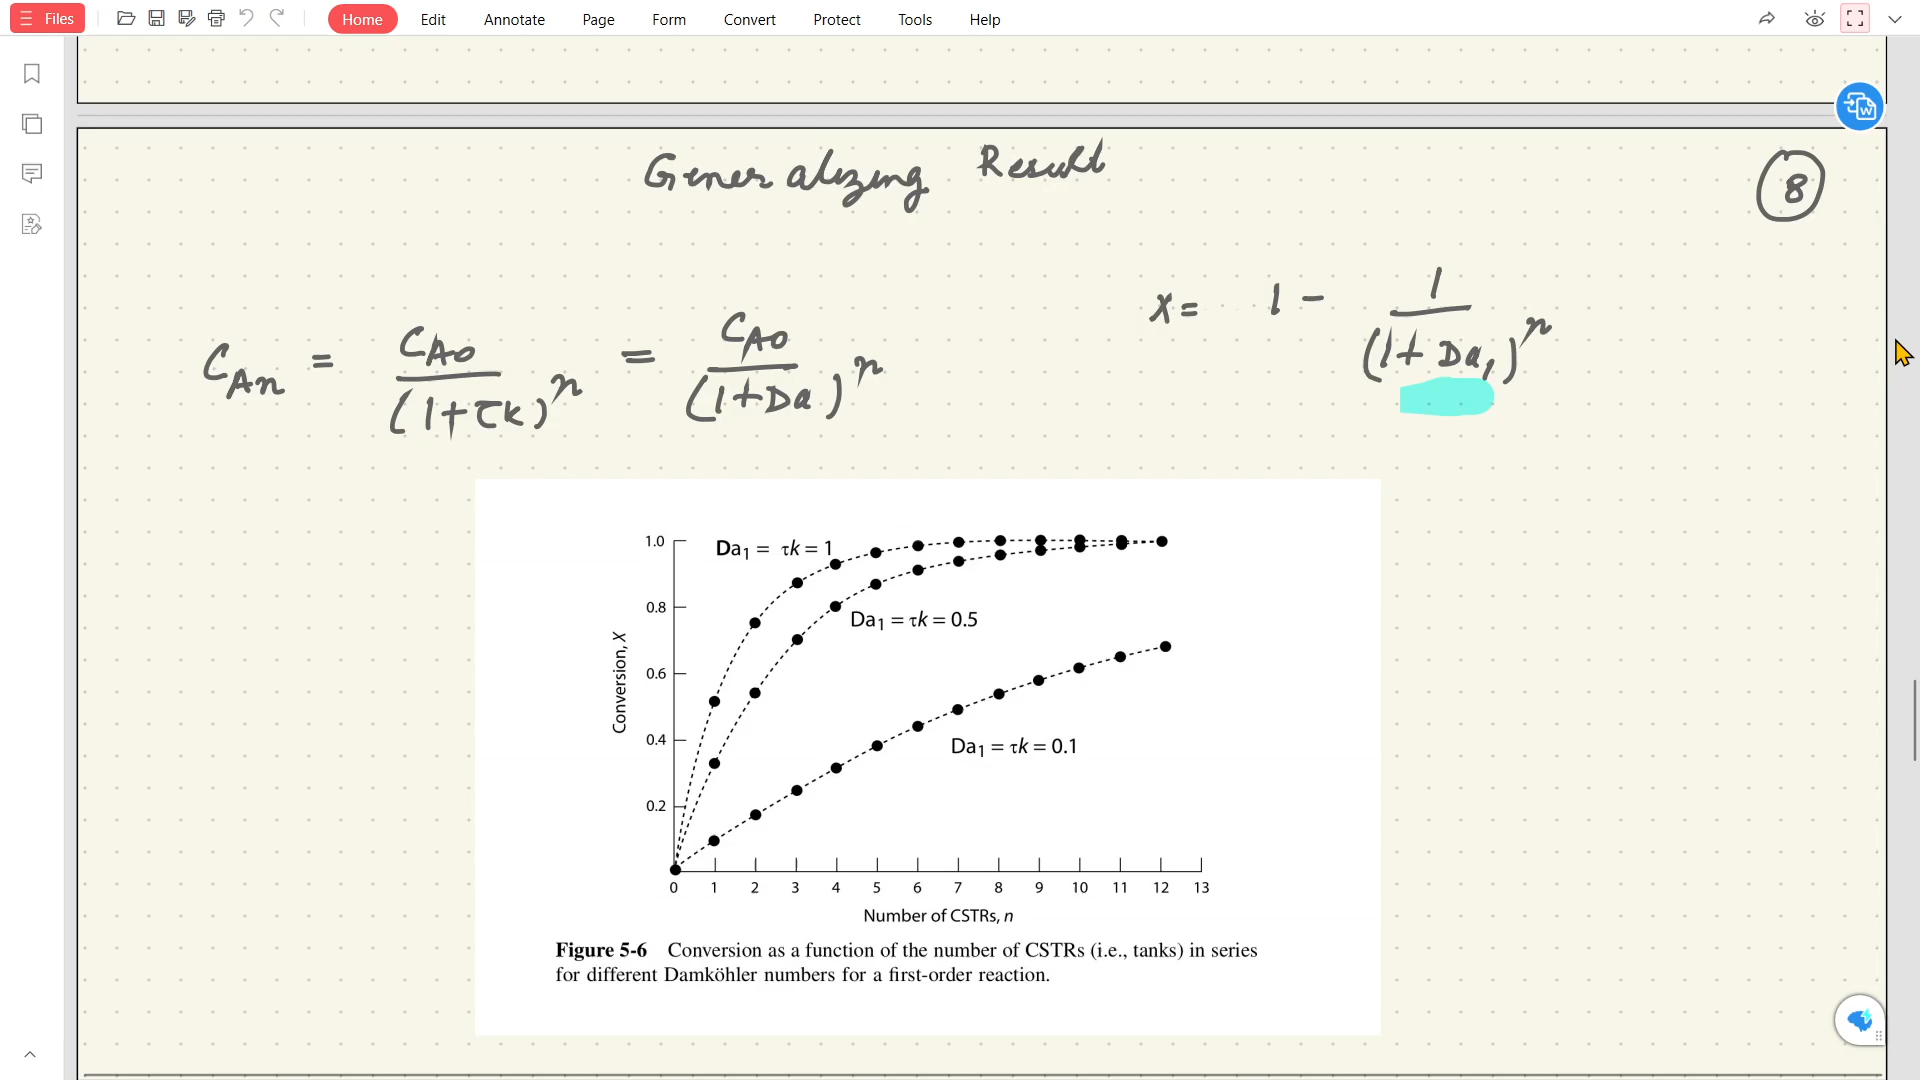 Files Home Edit Annotate Page Form Convert Protect Tools Help
W
Generalizing Result
8
C_An = C_A0 / (1+τk)^n = C_A0 / (1+Da)^n
X = 1 - 1 / (1+Da₁)^n
1.0
0.8
0.6
0.4
0.2
Conversion, X
Da₁ = τk = 1
Da₁ = τk = 0.5
Da₁ = τk = 0.1
0 1 2 3 4 5 6 7 8 9 10 11 12 13
Number of CSTRs, n
Figure 5-6 Conversion as a function of the number of CSTRs (i.e., tanks) in series
for different Damköhler numbers for a first-order reaction.